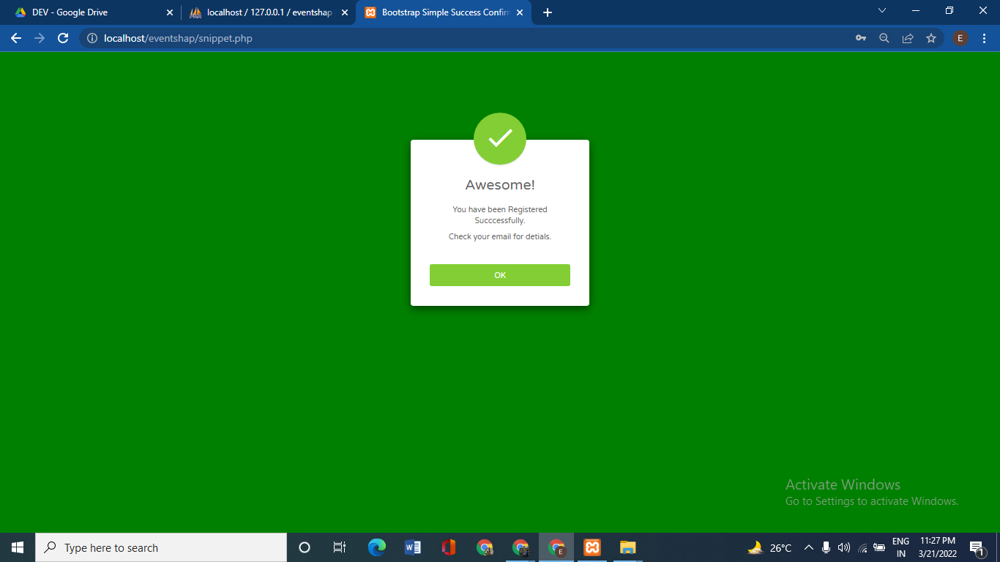 DEV - Google Drive
localhost / 127.0.0.1 / eventshap
Bootstrap Simple Success Confir
localhost/eventshap/snippet.php
E
Awesome!
You have been Registered
Succcessfully.
Check your email for detials.
OK
Activate Windows
Go to Settings to activate Windows.
Type here to search
E
26°C
ENG
IN
11:27 PM
3/21/2022
1